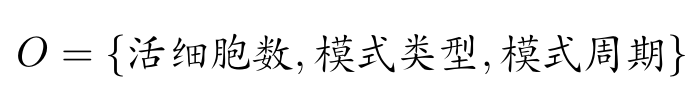 O = {活细胞数, 模式类型, 模式周期}